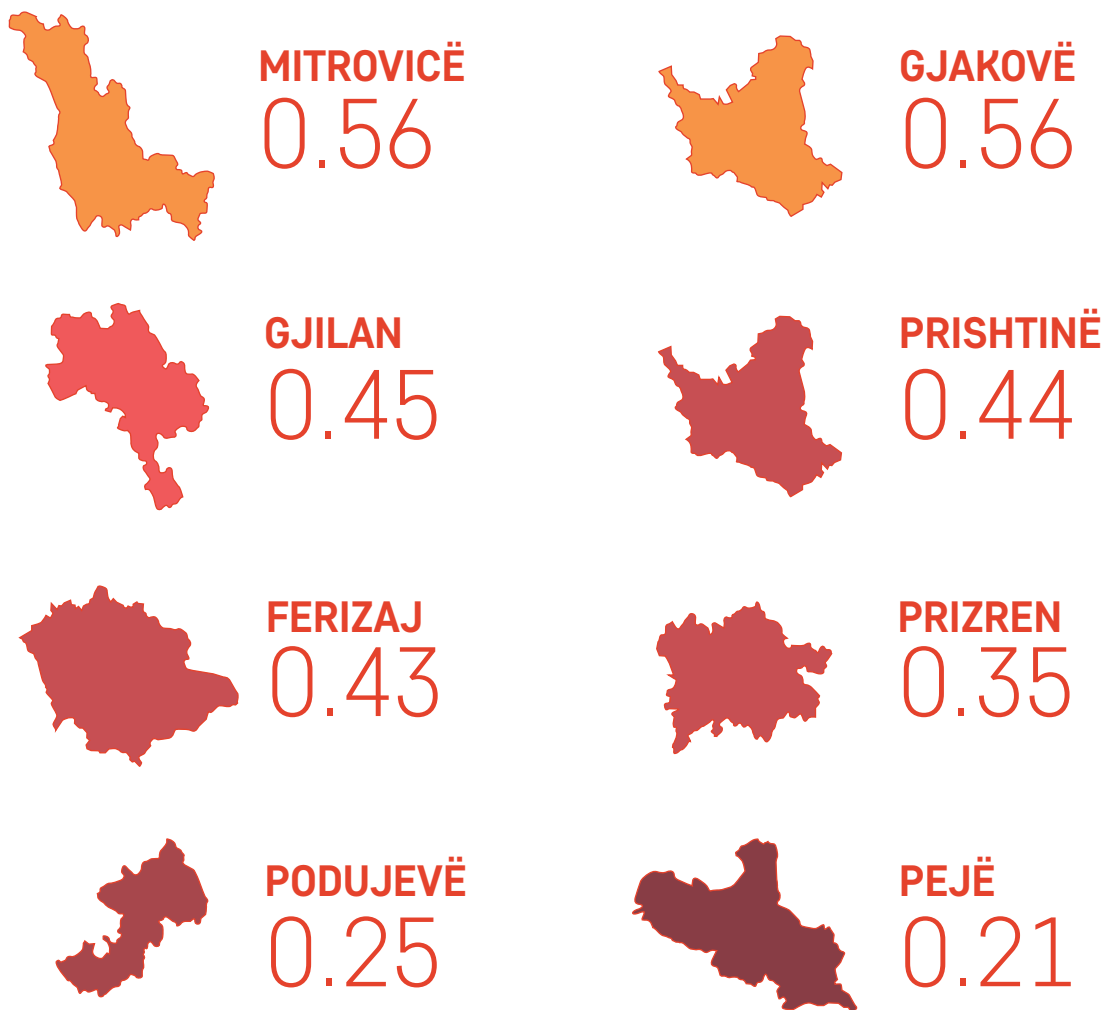 MITROVICË
0.56
GJAKOVË
0.56
GJILAN
0.45
PRISHTINË
0.44
FERIZAJ
0.43
PRIZREN
0.35
PODUJEVË
0.25
PEJË
0.21